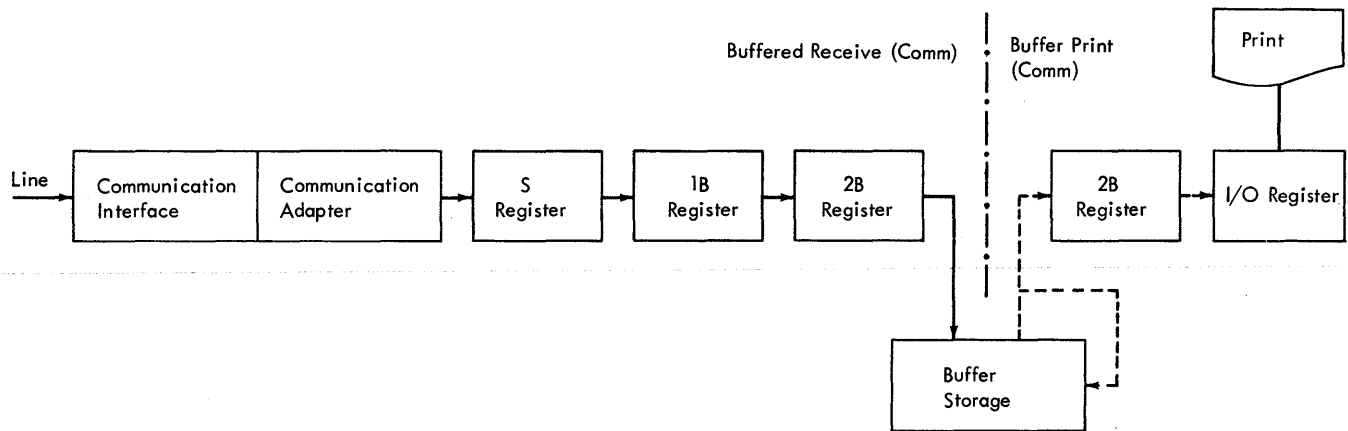 Buffered Receive (Comm)
Buffer Print
(Comm)
Print
Line
Communication
Interface
Communication
Adapter
S
Register
1B
Register
2B
Register
2B
Register
I/O Register
Buffer
Storage